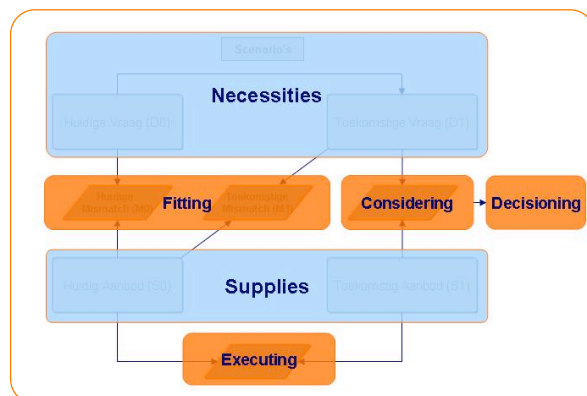 Scenario's
Necessities
Huidige Vraag (D0)
Toekomstige Vraag (D1)
Huidige
Mismatch (M0)
Fitting
Toekomstige
Mismatch (M1)
Considering
Decisioning
Huidig Aanbod (S0)
Supplies
Toekomstig Aanbod (S1)
Executing